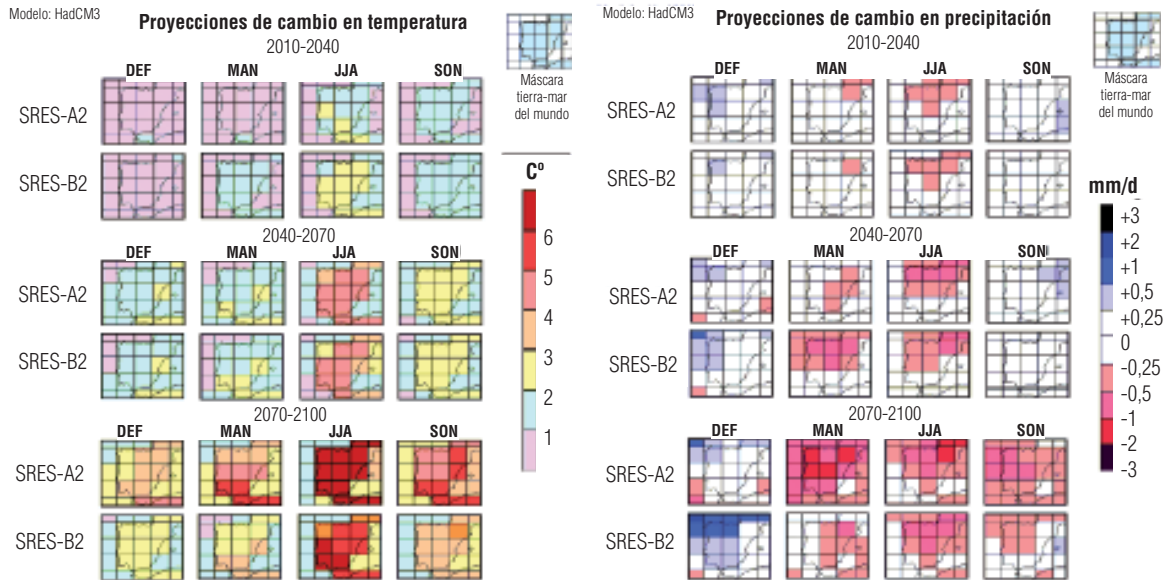 Modelo: HadCM3
Proyecciones de cambio en temperatura
2010-2040
DEF MAN JJA SON
Máscara
tierra-mar
del mundo
SRES-A2
SRES-B2
Cº
6
5
4
3
2
1
2040-2070
DEF MAN JJA SON
SRES-A2
SRES-B2
2070-2100
DEF MAN JJA SON
SRES-A2
SRES-B2
Modelo: HadCM3
Proyecciones de cambio en precipitación
2010-2040
DEF MAN JJA SON
Máscara
tierra-mar
del mundo
SRES-A2
SRES-B2
mm/d
+3
+2
+1
+0,5
+0,25
0
-0,25
-0,5
-1
-2
-3
2040-2070
DEF MAN JJA SON
SRES-A2
SRES-B2
2070-2100
DEF MAN JJA SON
SRES-A2
SRES-B2